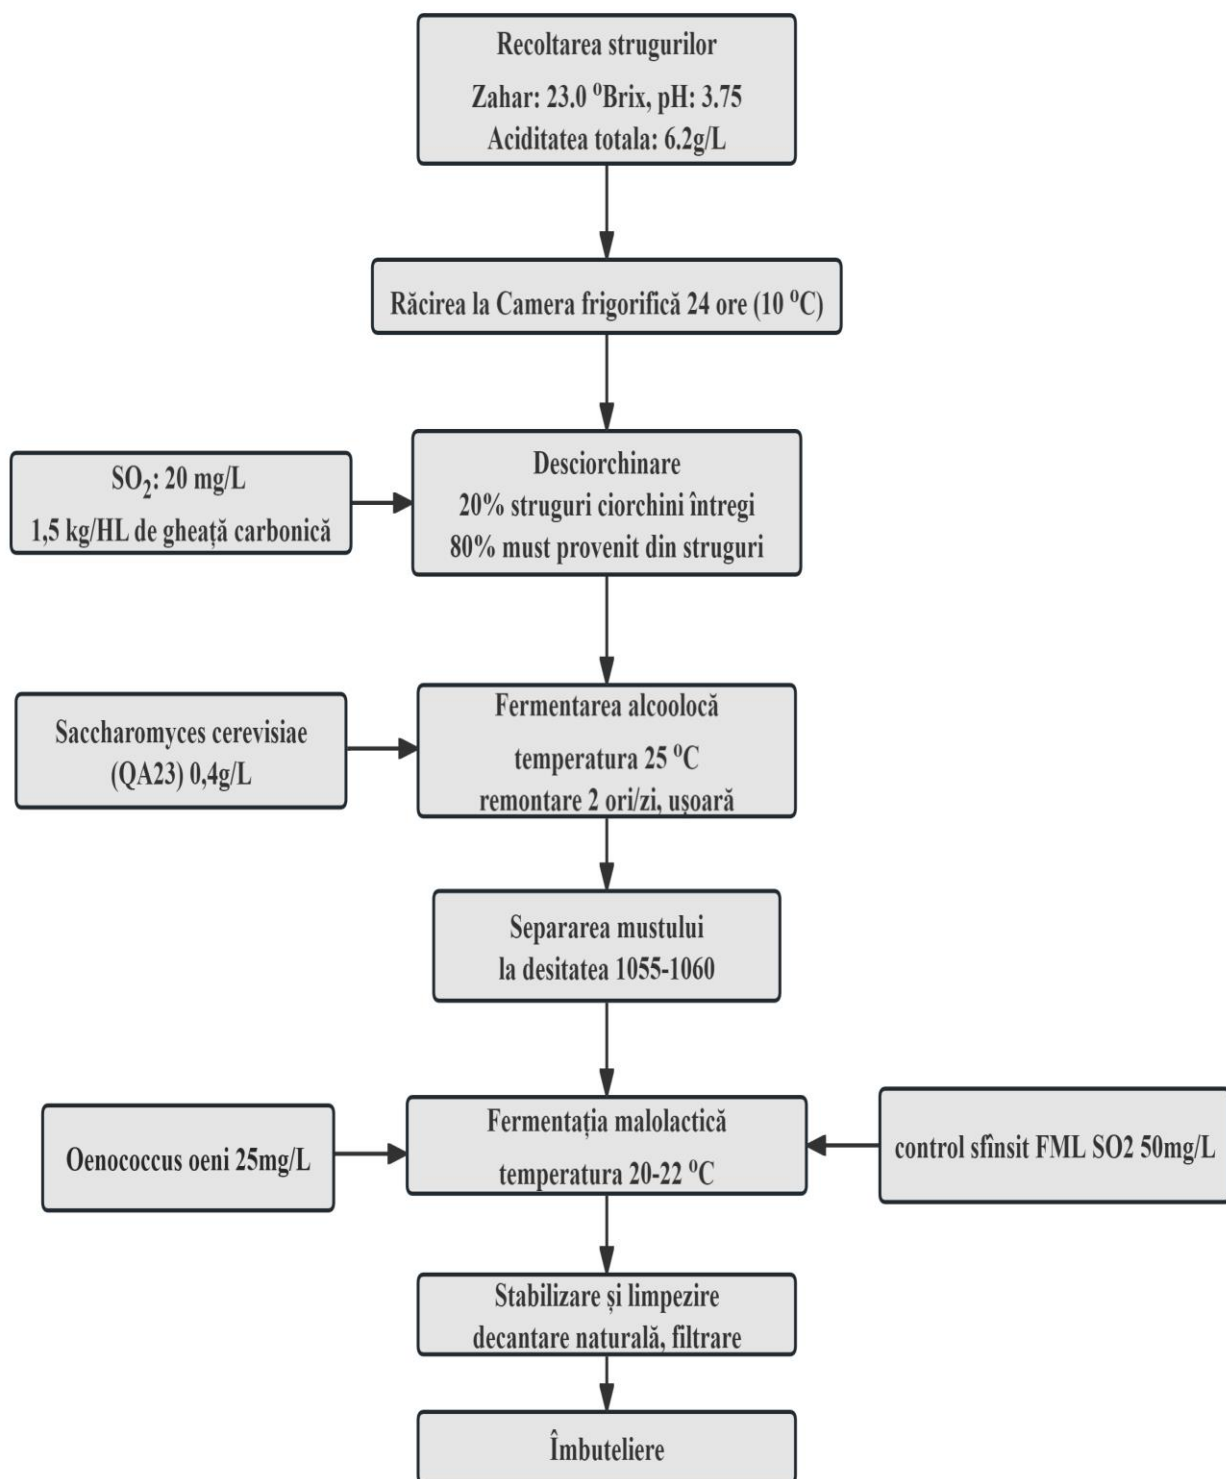 Recoltarea strugurilor
Zahar: 23.0 ⁰Brix, pH: 3.75
Aciditatea totala: 6.2g/L
Răcirea la Camera frigorifică 24 ore (10 ⁰C)
SO₂: 20 mg/L
1,5 kg/HL de gheață carbonică
Desciorchinare
20% struguri ciorchini întregi
80% must provenit din struguri
Saccharomyces cerevisiae
(QA23) 0,4g/L
Fermentarea alcoolocă
temperatura 25 ⁰C
remontare 2 ori/zi, ușoară
Separarea mustului
la desitatea 1055-1060
Oenococcus oeni 25mg/L
Fermentația malolactică
temperatura 20-22 ⁰C
control sfînsit FML SO2 50mg/L
Stabilizare și limpezire
decantare naturală, filtrare
Îmbuteliere